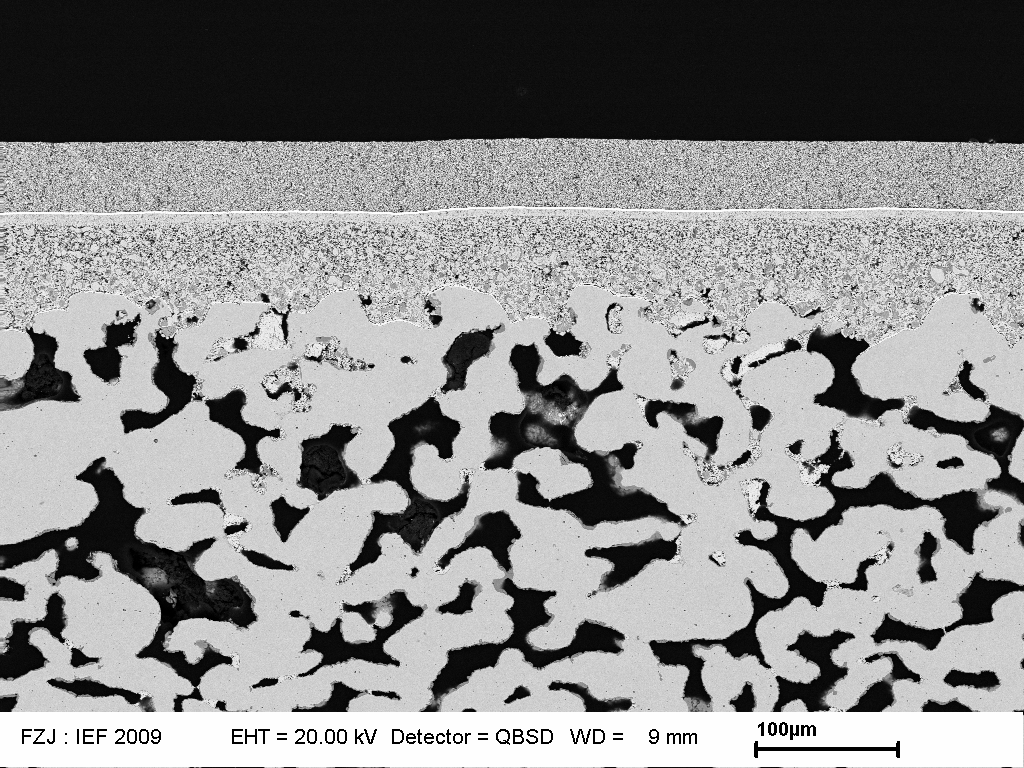 100µm
FZJ : IEF 2009 EHT = 20.00 kV Detector = QBSD WD = 9 mm